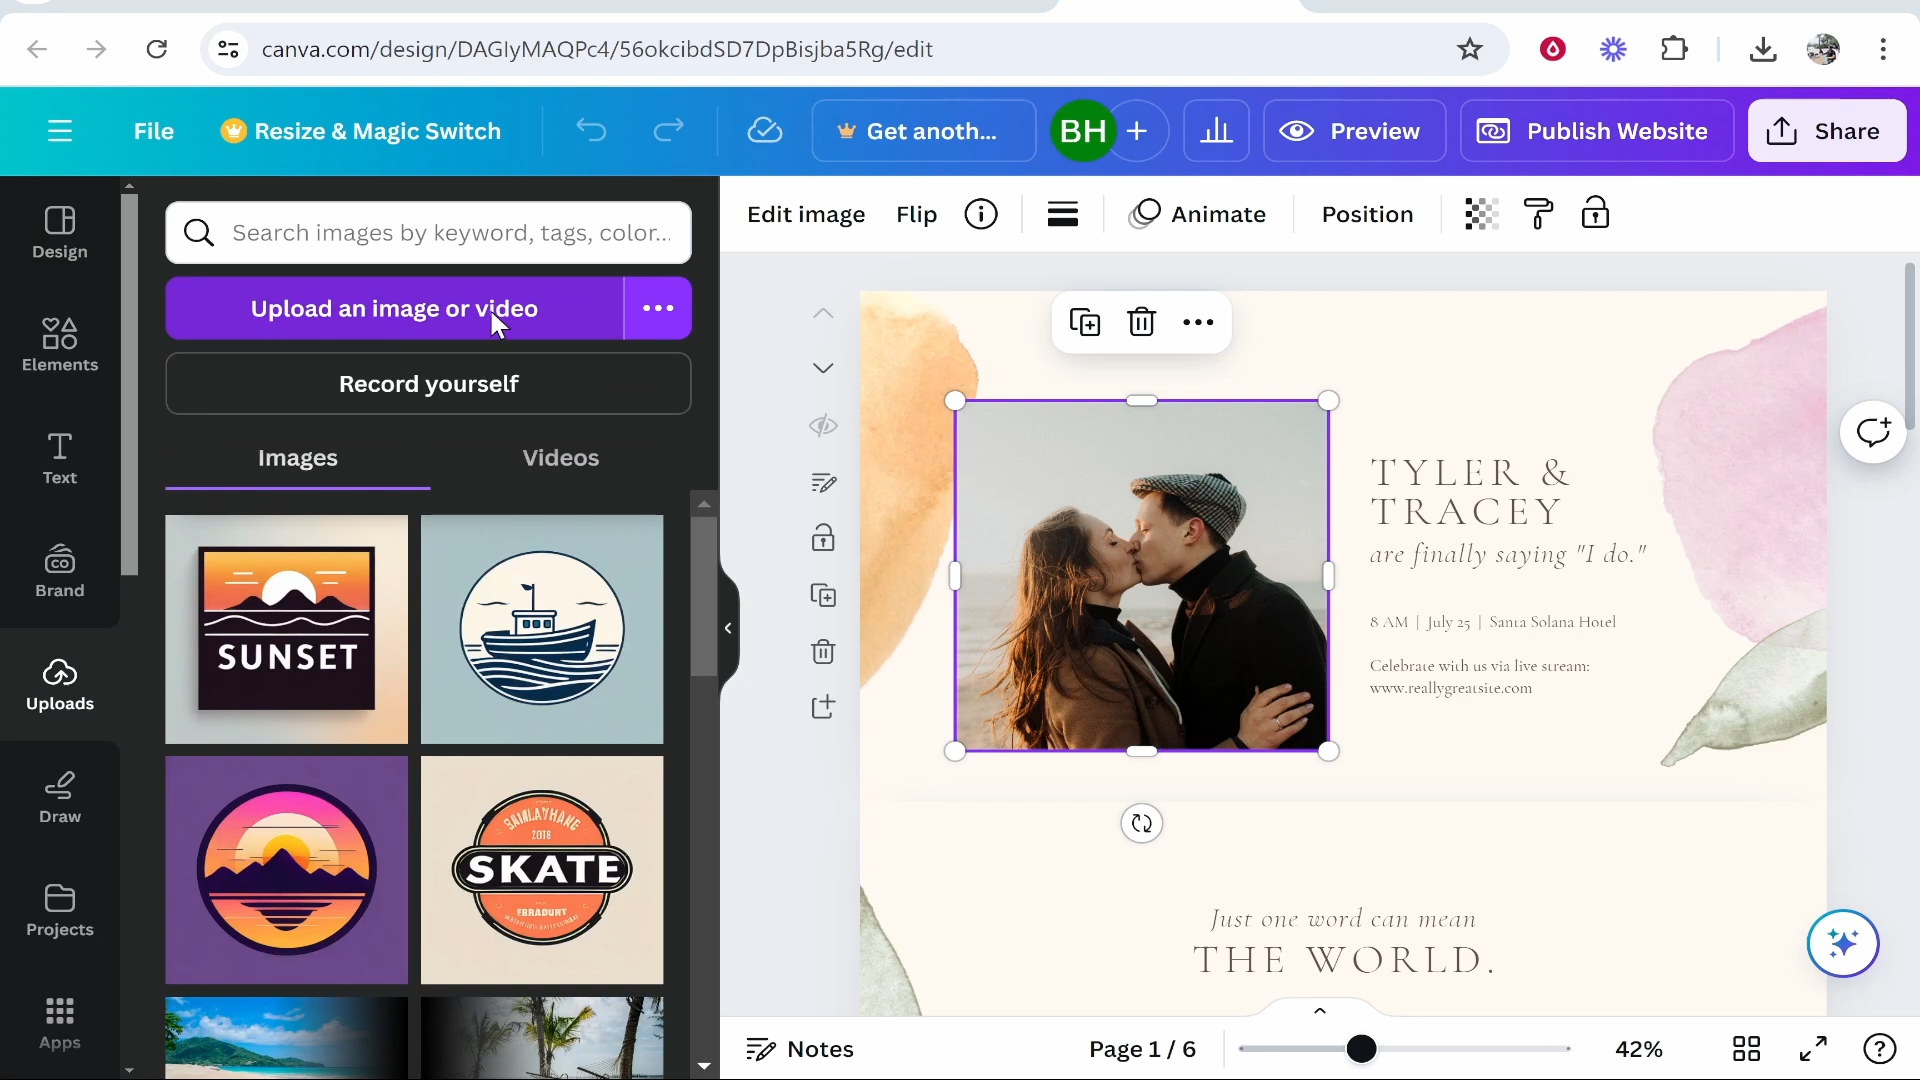 canva.com/design/DAGIyMAQPc4/56okcibdSD7DpBisjba5Rg/edit
File
Resize & Magic Switch
Get anoth...
BH
Preview
Publish Website
Share
Design
Elements
Text
Brand
Uploads
Draw
Projects
Apps
Search images by keyword, tags, color...
Upload an image or video
Record yourself
Images
Videos
SUNSET
2018
SKATE
Edit image
Flip
Animate
Position
TYLER &
TRACEY
are finally saying "I do."
8 AM | July 25 | Santa Solana Hotel
Celebrate with us via live stream:
www.reallygreatsite.com
Just one word can mean
THE WORLD.
Notes
Page 1 / 6
42%